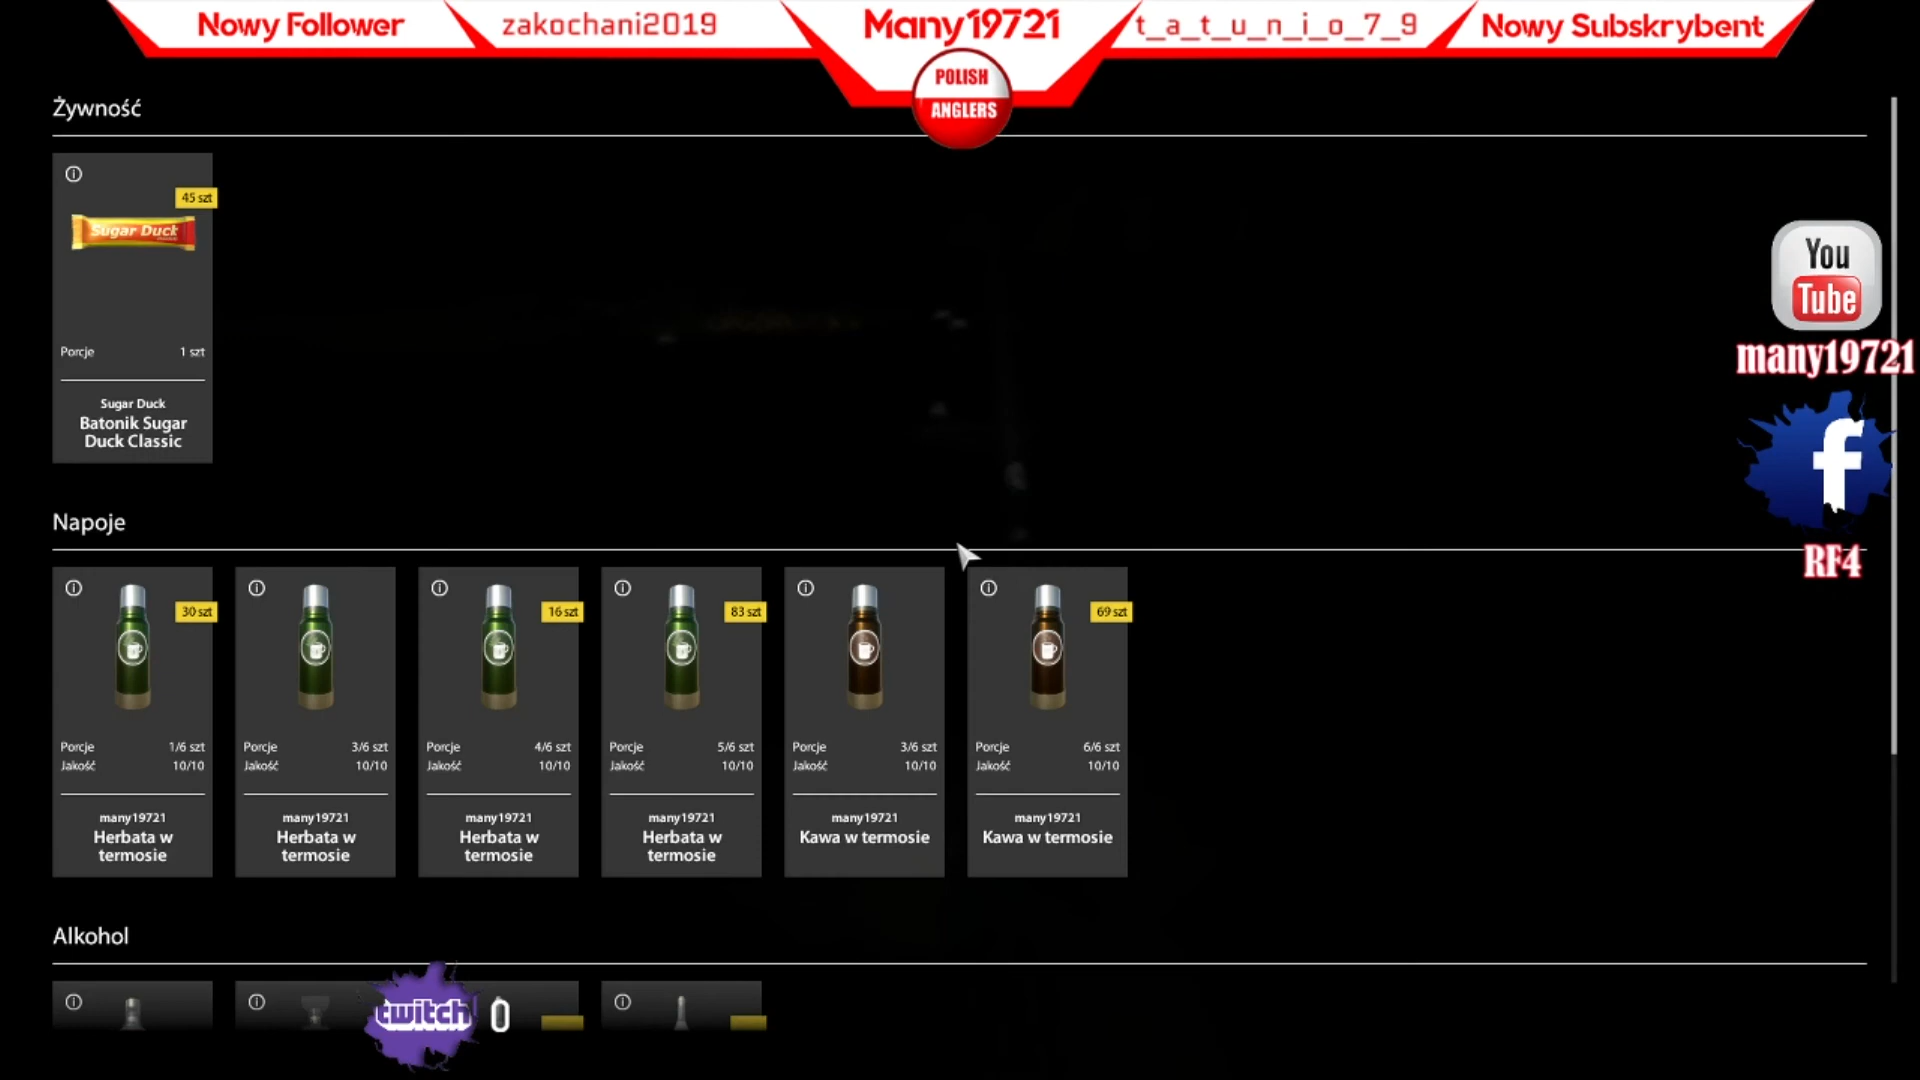 Nowy Follower
zakochani2019
Many19721
t_a_t_u_n_i_o_7_9
Nowy Subskrybent
POLISH
ANGLERS
Żywność
45 szt
Sugar Duck
Porcje 1 szt
Sugar Duck
Batonik Sugar
Duck Classic
You
Tube
many19721
f
RF4
Napoje
30 szt
16 szt
83 szt
69 szt
Porcje 1/6 szt
Jakość 10/10
Porcje 3/6 szt
Jakość 10/10
Porcje 4/6 szt
Jakość 10/10
Porcje 5/6 szt
Jakość 10/10
Porcje 3/6 szt
Jakość 10/10
Porcje 6/6 szt
Jakość 10/10
many19721
Herbata w
termosie
many19721
Herbata w
termosie
many19721
Herbata w
termosie
many19721
Herbata w
termosie
many19721
Kawa w termosie
many19721
Kawa w termosie
Alkohol
twitch
0